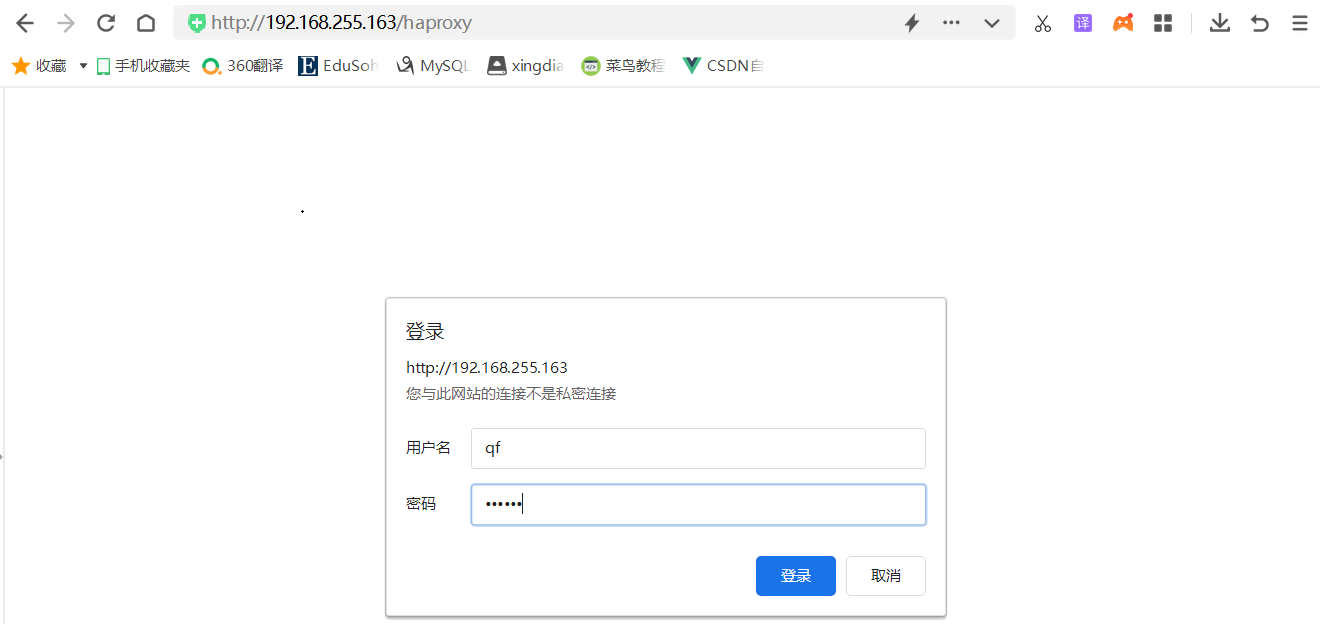 http://192.168.255.163/haproxy
译
收藏 手机收藏夹 360翻译 E EduSoh MySQL xingdia 菜鸟教程 CSDN自
登录
http://192.168.255.163
您与此网站的连接不是私密连接
用户名 qf
密码 ••••••
登录 取消